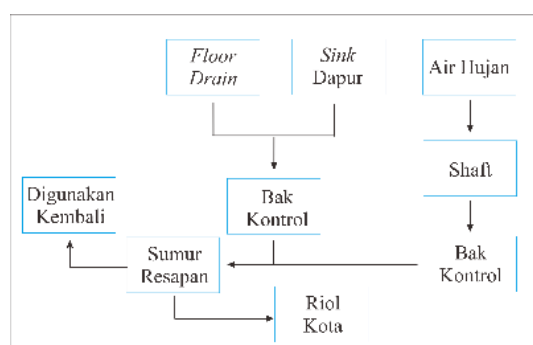 Floor
Drain
Sink
Dapur
Air Hujan
Shaft
Digunakan
Kembali
Bak
Kontrol
Sumur
Resapan
Bak
Kontrol
Riol
Kota